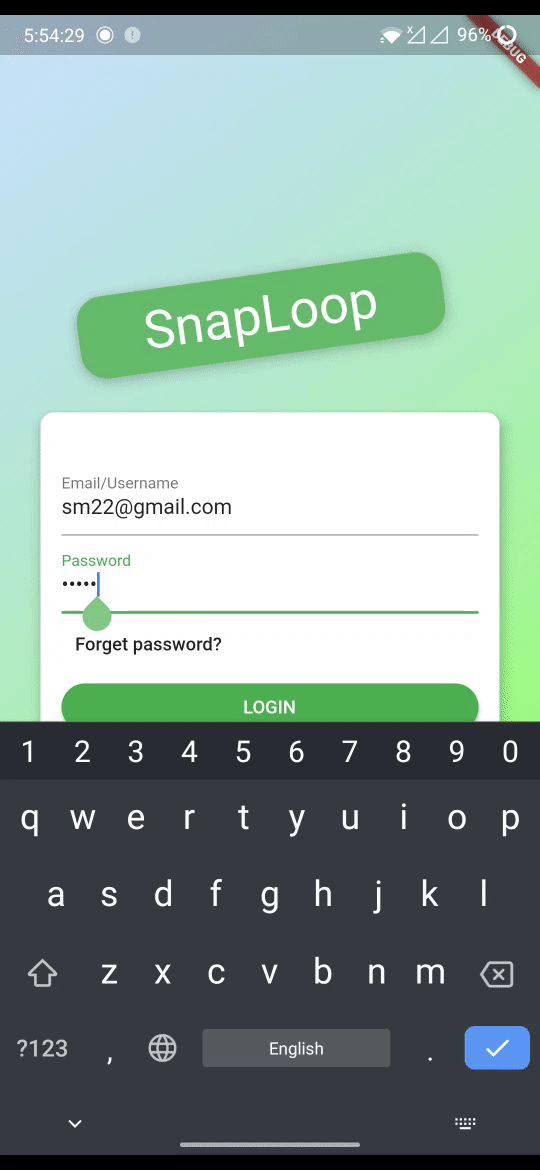 5:54:29 96%
DEBUG
SnapLoop
Email/Username
sm22@gmail.com
Password
•••••
Forget password?
LOGIN
1 2 3 4 5 6 7 8 9 0
q w e r t y u i o p
a s d f g h j k l
z x c v b n m
?123 , English .